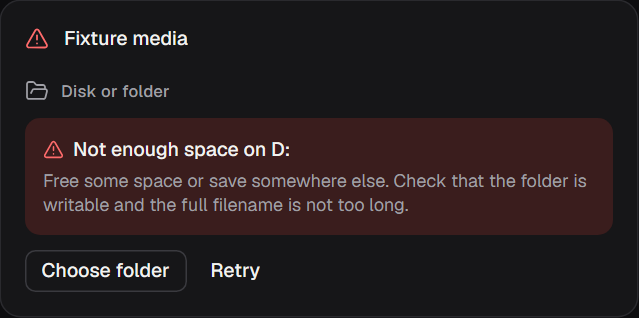 Fixture media
Disk or folder
Not enough space on D:
Free some space or save somewhere else. Check that the folder is
writable and the full filename is not too long.
Choose folder Retry